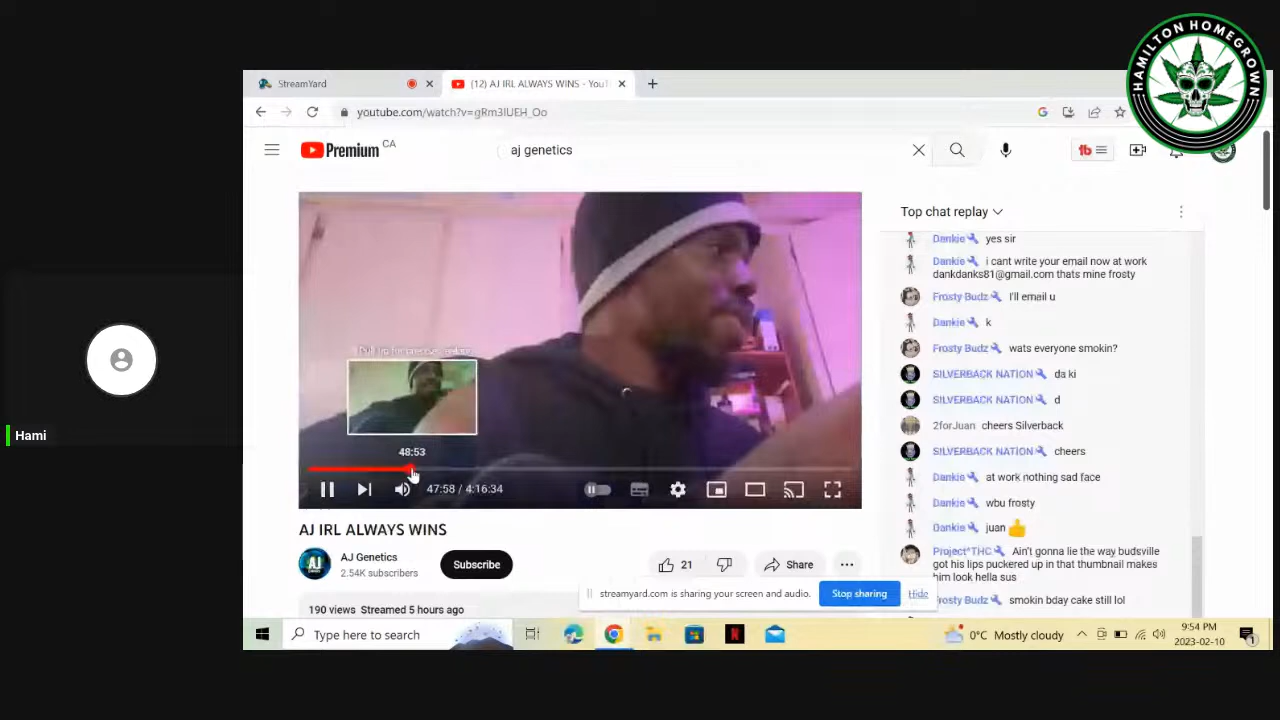 HAMILTON HOMEGROWN
StreamYard
(12) AJ IRL ALWAYS WINS - YouT
youtube.com/watch?v=gRm3lUEH_Oo
Premium CA
aj genetics
Top chat replay
Dankie yes sir
Dankie i cant write your email now at work
dankdanks81@gmail.com thats mine frosty
Frosty Budz I'll email u
Dankie k
Frosty Budz wats everyone smokin?
SILVERBACK NATION da ki
SILVERBACK NATION d
2forJuan cheers Silverback
SILVERBACK NATION cheers
Dankie at work nothing sad face
Dankie wbu frosty
Dankie juan 👍
Project*THC Ain't gonna lie the way budsville
got his lips puckered up in that thumbnail makes
him look hella sus
Frosty Budz smokin bday cake still lol
Pull up for precise seeking
48:53
47:58 / 4:16:34
AJ IRL ALWAYS WINS
AJ Genetics
2.54K subscribers
Subscribe
21
Share
190 views Streamed 5 hours ago
streamyard.com is sharing your screen and audio.
Stop sharing
Hide
Hami
Type here to search
0°C Mostly cloudy
9:54 PM
2023-02-10